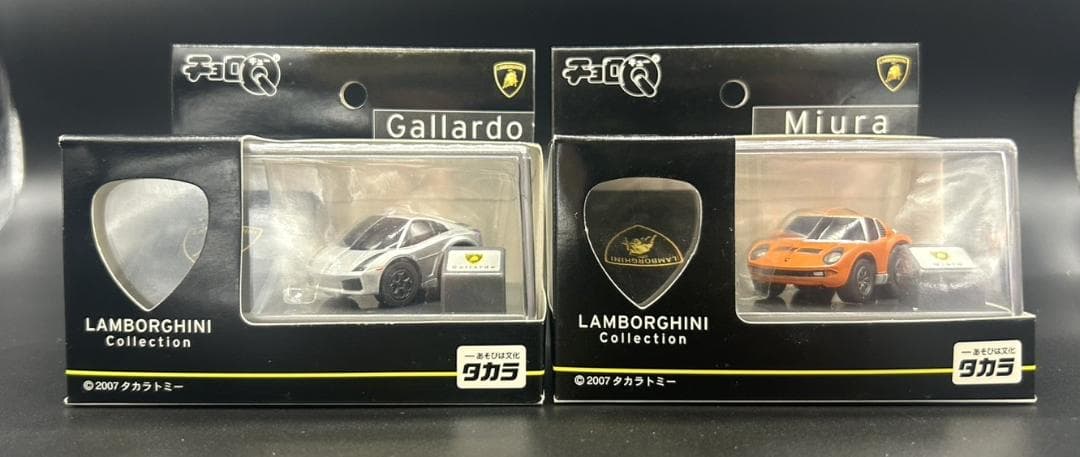 チョロQ
Gallardo
Gallardo
LAMBORGHINI
Collection
©2007 タカラトミー
あそびは文化
タカラ
チョロQ
Miura
LAMBORGHINI
Miura
LAMBORGHINI
Collection
©2007 タカラトミー
あそびは文化
タカラ